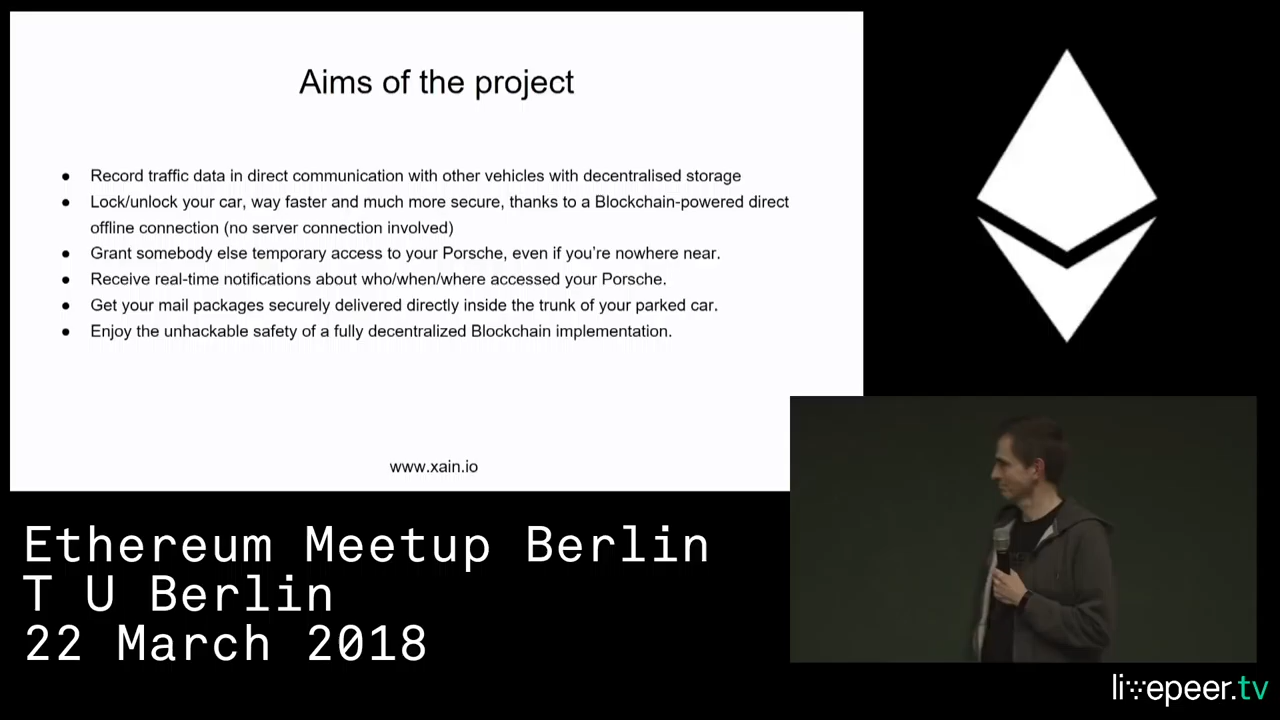 Aims of the project
● Record traffic data in direct communication with other vehicles with decentralised storage
● Lock/unlock your car, way faster and much more secure, thanks to a Blockchain-powered direct
offline connection (no server connection involved)
● Grant somebody else temporary access to your Porsche, even if you’re nowhere near.
● Receive real-time notifications about who/when/where accessed your Porsche.
● Get your mail packages securely delivered directly inside the trunk of your parked car.
● Enjoy the unhackable safety of a fully decentralized Blockchain implementation.
www.xain.io
Ethereum Meetup Berlin
T U Berlin
22 March 2018
livepeer.tv